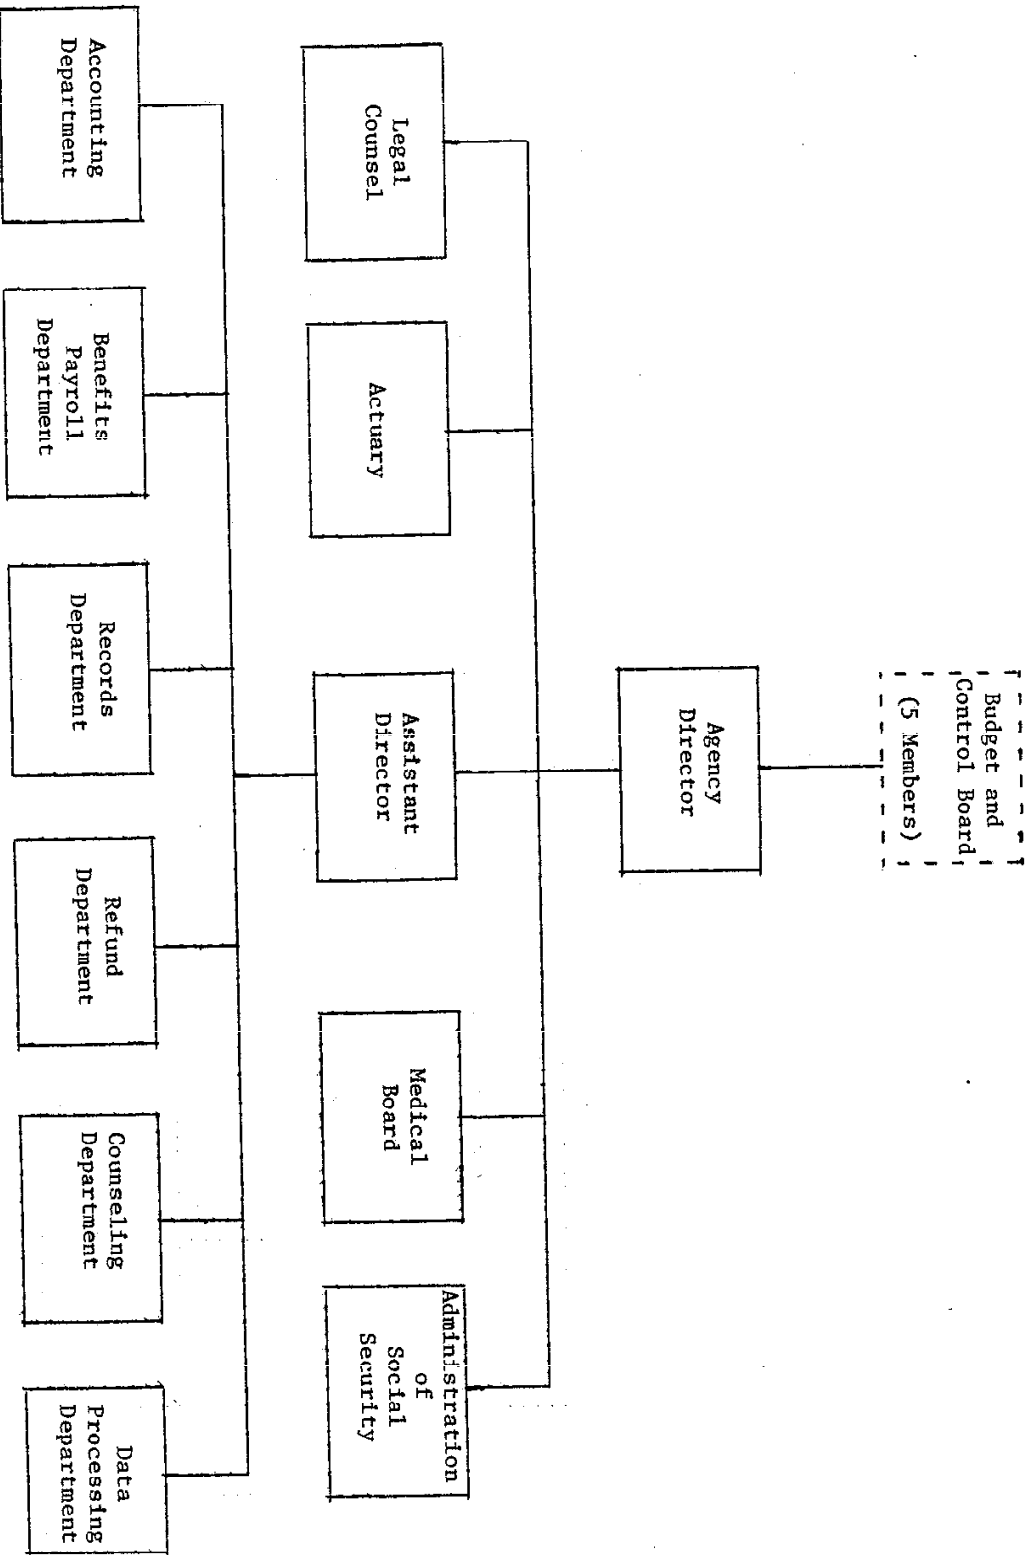 Budget and
Control Board
(5 Members)
Agency
Director
Legal
Counsel
Actuary
Assistant
Director
Medical
Board
Administration
of
Social
Security
Accounting
Department
Benefits
Payroll
Department
Records
Department
Refund
Department
Counseling
Department
Data
Processing
Department